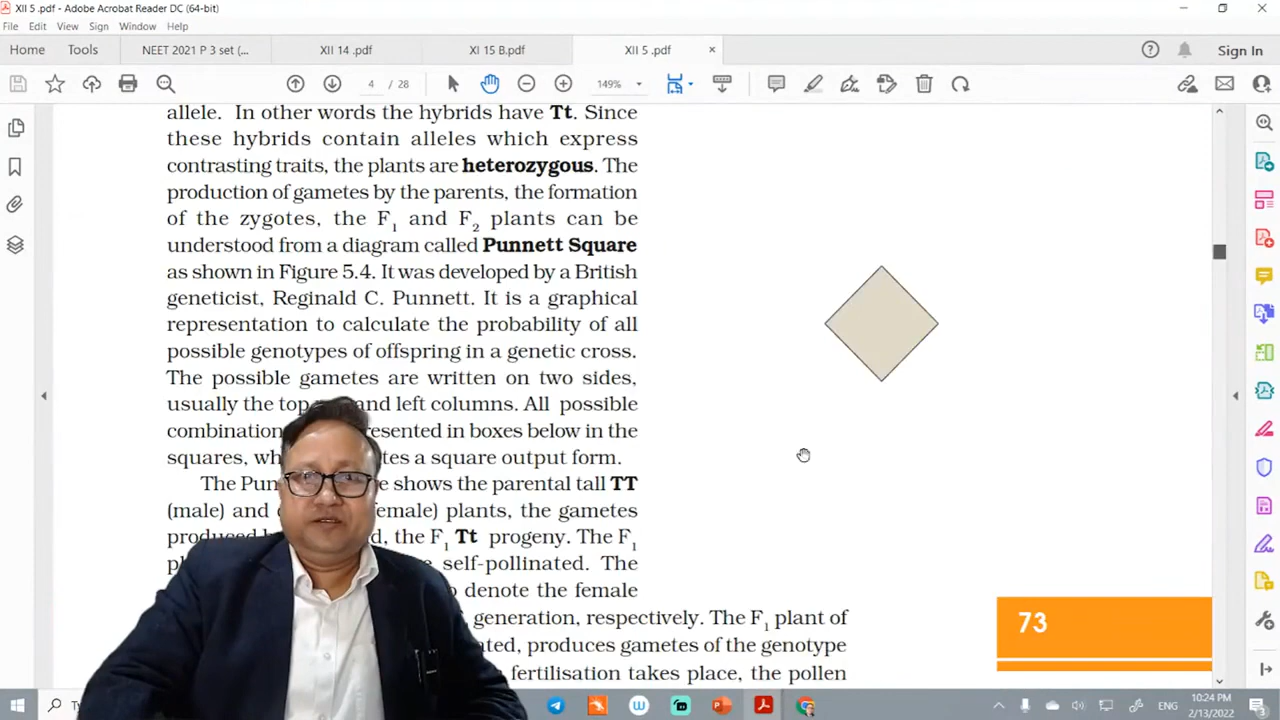 XII 5 .pdf - Adobe Acrobat Reader DC (64-bit)
File Edit View Sign Window Help
Home Tools NEET 2021 P 3 set (... XII 14 .pdf XI 15 B.pdf XII 5 .pdf Sign In
4 / 28 149%
allele. In other words the hybrids have Tt. Since
these hybrids contain alleles which express
contrasting traits, the plants are heterozygous. The
production of gametes by the parents, the formation
of the zygotes, the F1 and F2 plants can be
understood from a diagram called Punnett Square
as shown in Figure 5.4. It was developed by a British
geneticist, Reginald C. Punnett. It is a graphical
representation to calculate the probability of all
possible genotypes of offspring in a genetic cross.
The possible gametes are written on two sides,
usually the top and left columns. All possible
combination presented in boxes below in the
squares, a square output form.
The shows the parental tall TT
(male) and plants, the gametes
produced the F1 Tt progeny. The F1
self-pollinated. The
denote the female
generation, respectively. The F1 plant of
produces gametes of the genotype
fertilisation takes place, the pollen
73
ENG
10:24 PM
2/13/2022